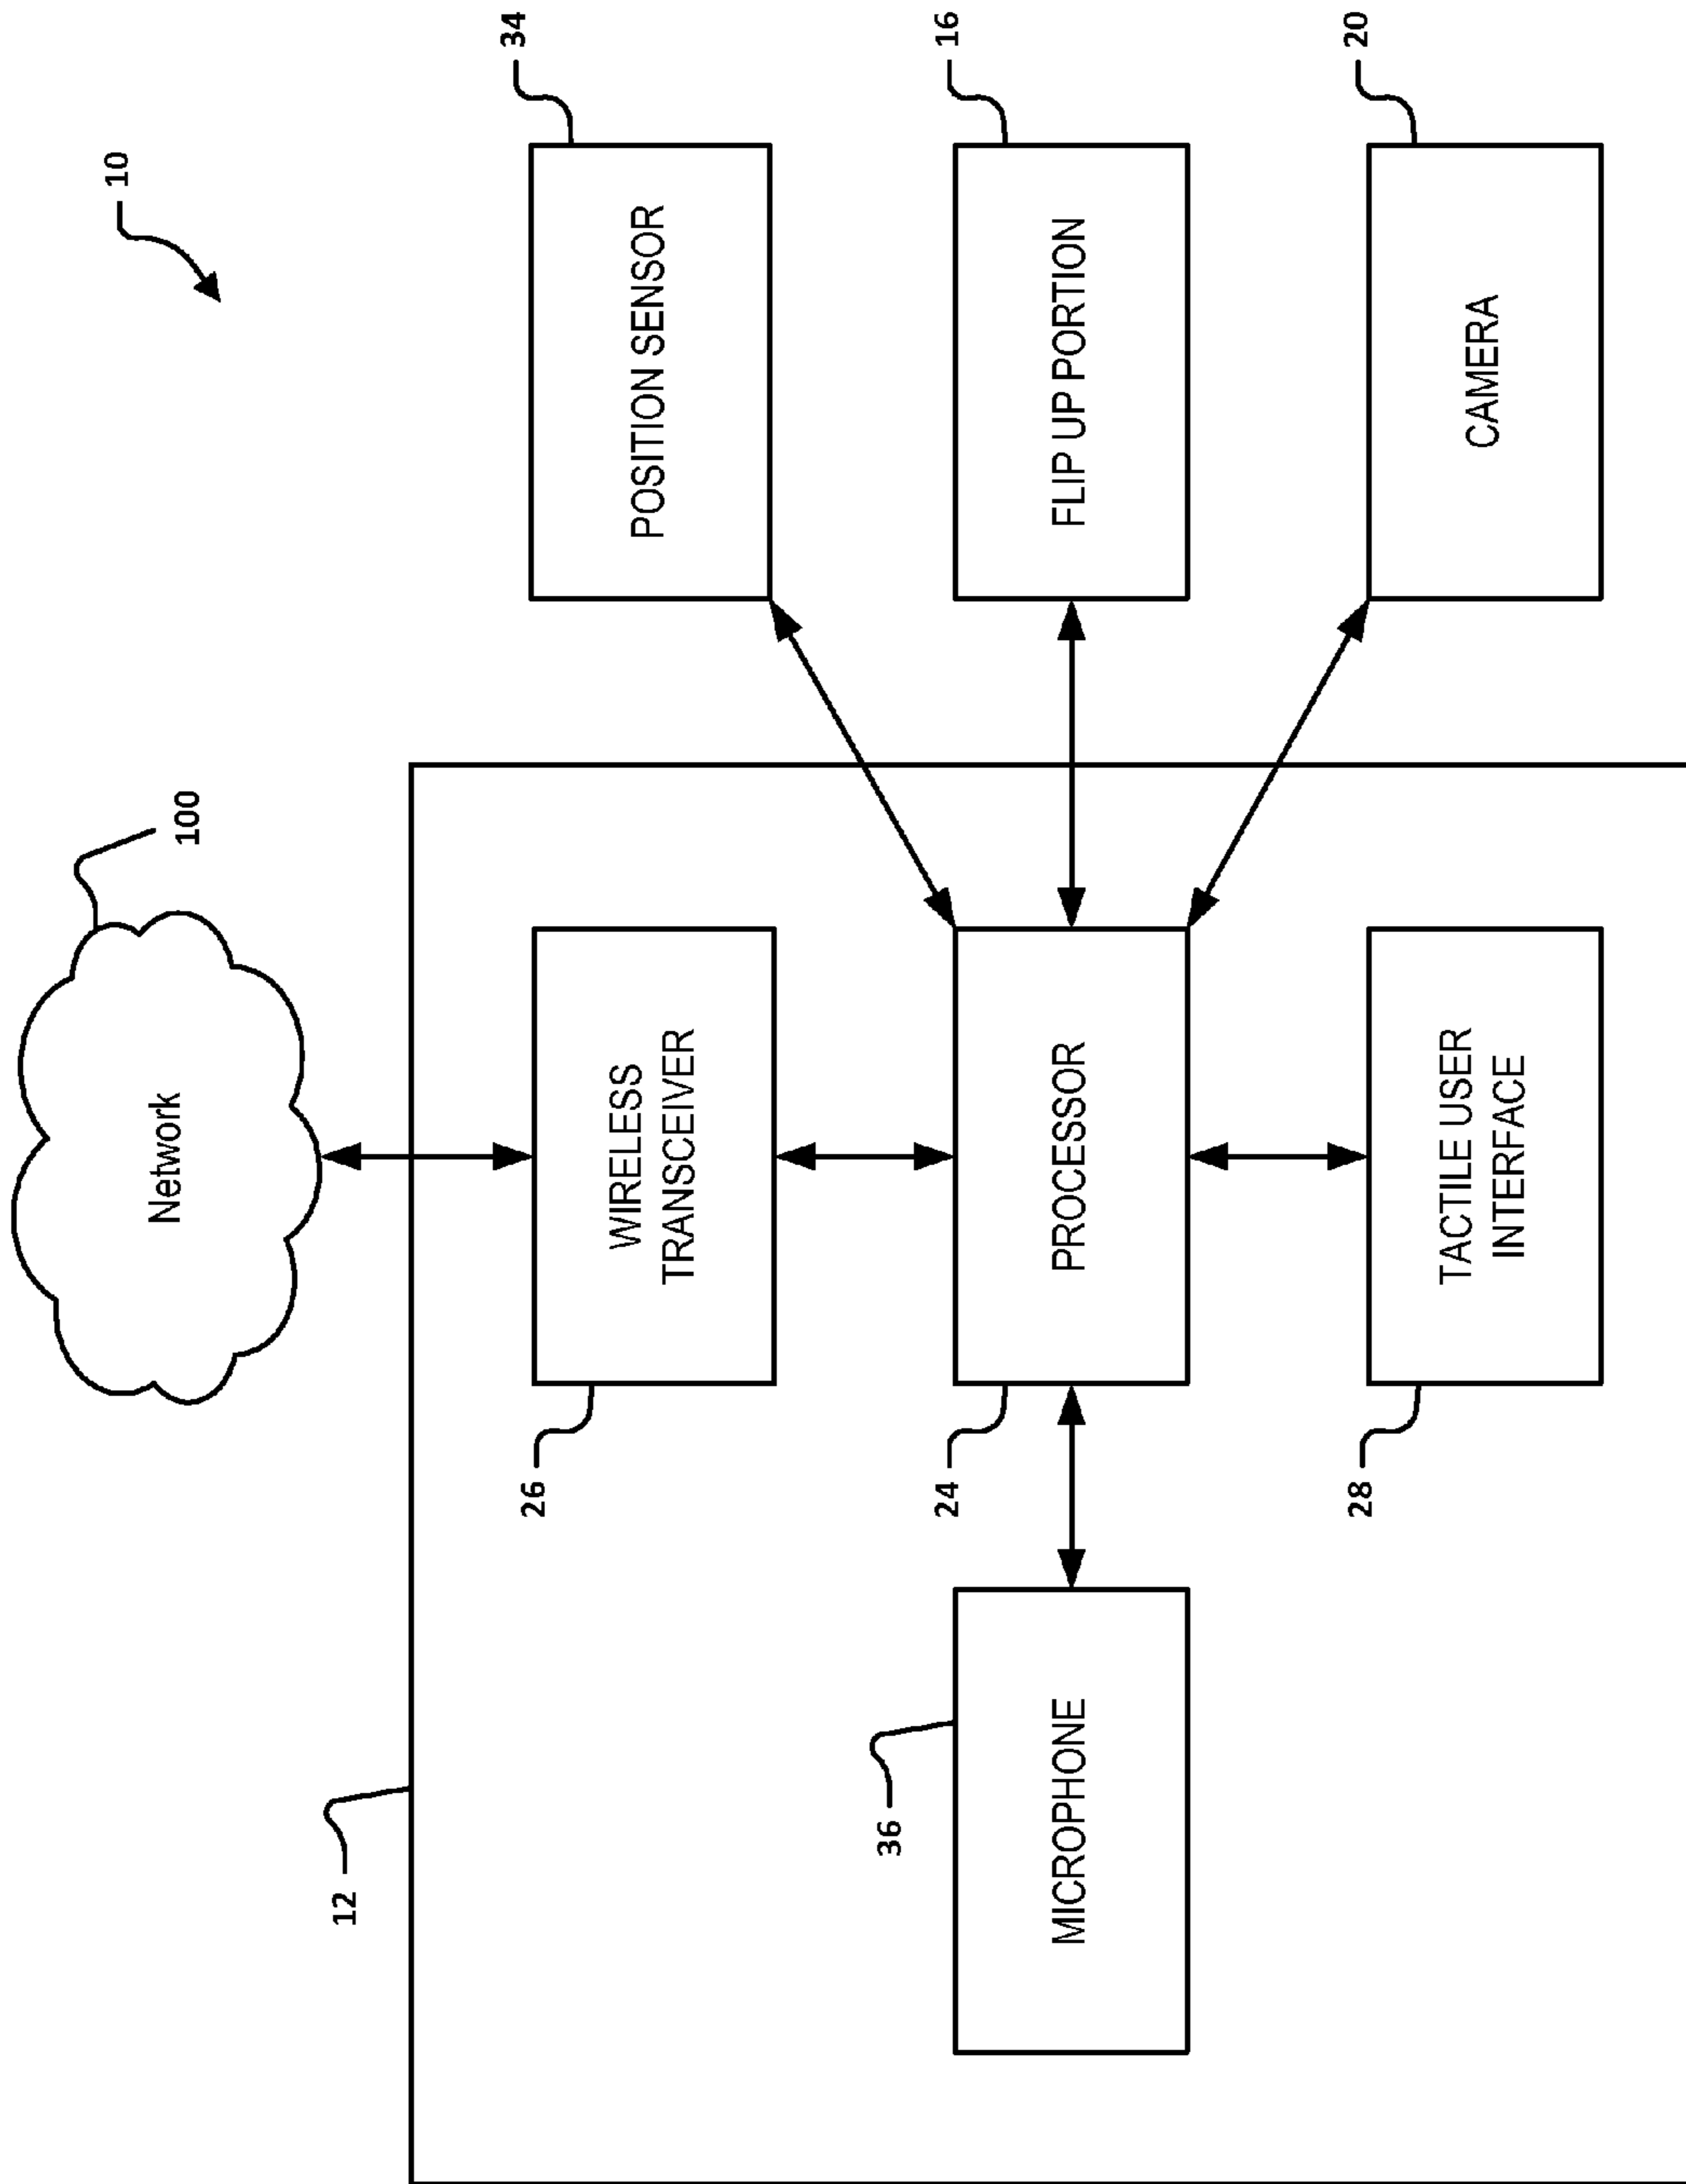 10
Network
100
12
26
WIRELESS
TRANSCEIVER
POSITION SENSOR
34
36
MICROPHONE
24
PROCESSOR
FLIP UP PORTION
16
28
TACTILE USER
INTERFACE
CAMERA
20